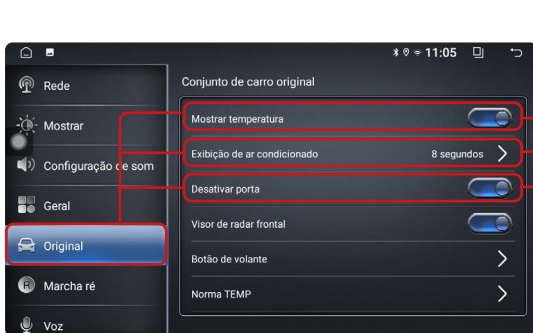 11:05
Rede
Mostrar
Configuração de som
Geral
Original
R Marcha ré
Voz
Conjunto de carro original
Mostrar temperatura
Exibição de ar condicionado 8 segundos
Desativar porta
Visor de radar frontal
Botão de volante
Norma TEMP